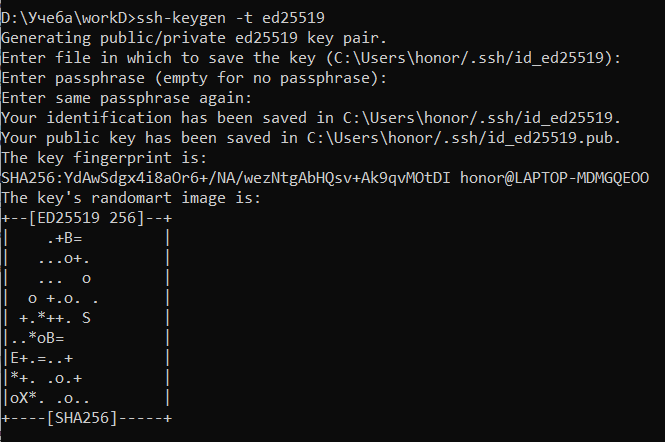 D:\Учеба\workD>ssh-keygen -t ed25519
Generating public/private ed25519 key pair.
Enter file in which to save the key (C:\Users\honor/.ssh/id_ed25519):
Enter passphrase (empty for no passphrase):
Enter same passphrase again:
Your identification has been saved in C:\Users\honor/.ssh/id_ed25519.
Your public key has been saved in C:\Users\honor/.ssh/id_ed25519.pub.
The key fingerprint is:
SHA256:YdAwSdgx4i8aOr6+/NA/wezNtgAbHQsv+Ak9qvMOtDI honor@LAPTOP-MDMGQEOO
The key's randomart image is:
+--[ED25519 256]--+
|    .+B=         |
|   ...o+.        |
|   ...  o        |
|  o +.o. .       |
| +.*++. S        |
|..*oB=           |
|E+.=..+          |
|*+. .o.+         |
|oX*. .o..        |
+----[SHA256]-----+